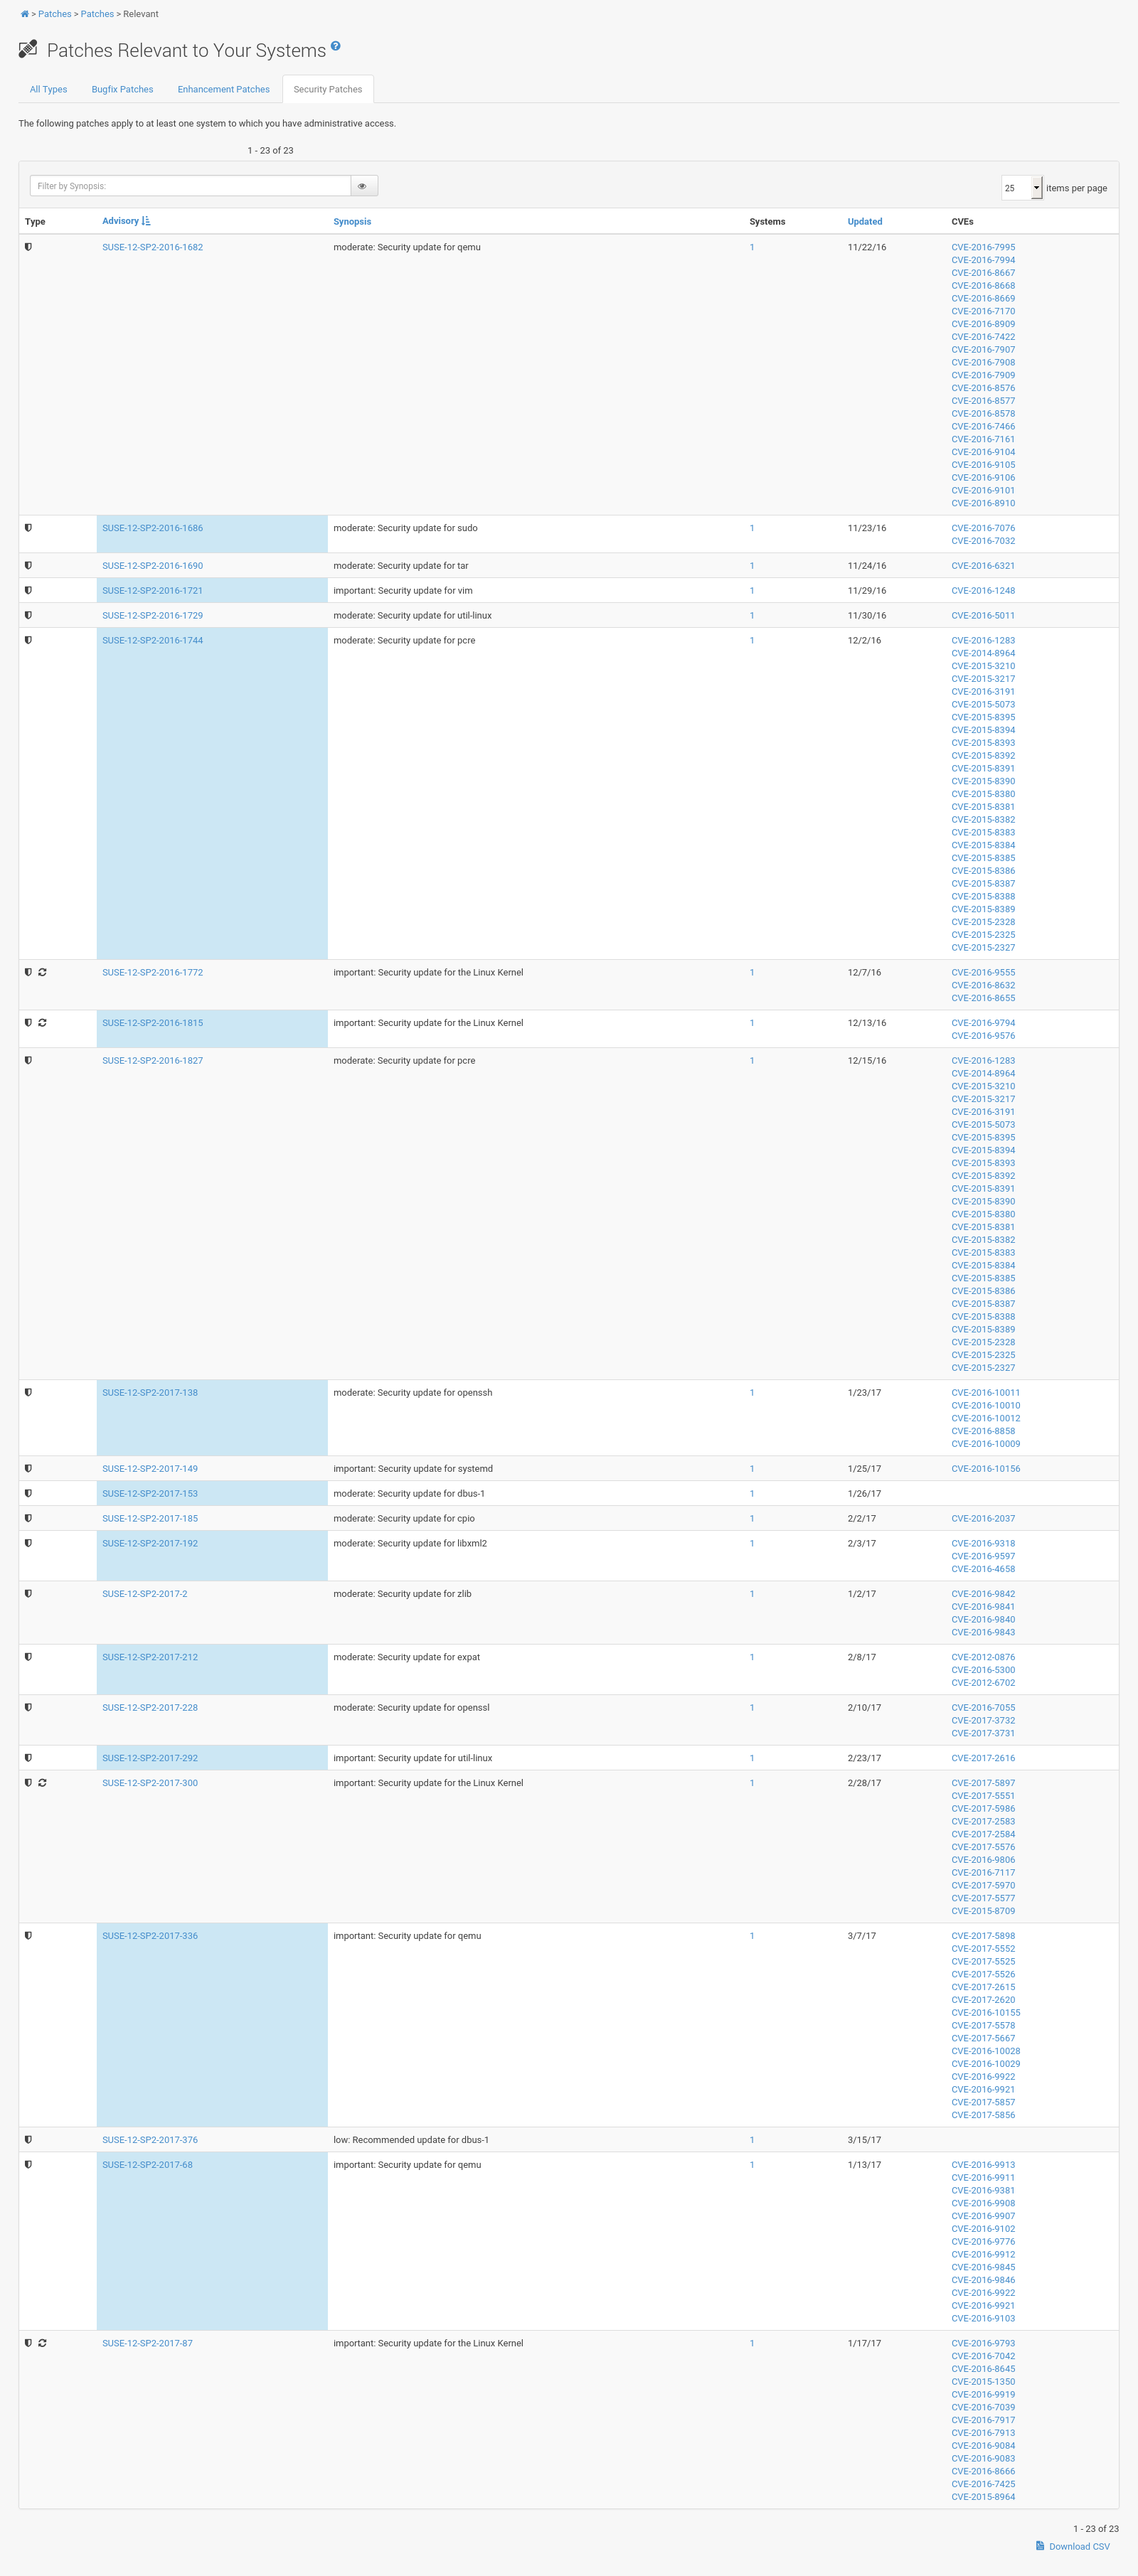 > Patches > Patches > Relevant
Patches Relevant to Your Systems
All Types Bugfix Patches Enhancement Patches Security Patches
The following patches apply to at least one system to which you have administrative access.
1 - 23 of 23
Filter by Synopsis:
25 items per page
Type Advisory Synopsis Systems Updated CVEs
SUSE-12-SP2-2016-1682 moderate: Security update for qemu 1 11/22/16 CVE-2016-7995
CVE-2016-7994
CVE-2016-8667
CVE-2016-8668
CVE-2016-8669
CVE-2016-7170
CVE-2016-8909
CVE-2016-7422
CVE-2016-7907
CVE-2016-7908
CVE-2016-7909
CVE-2016-8576
CVE-2016-8577
CVE-2016-8578
CVE-2016-7466
CVE-2016-7161
CVE-2016-9104
CVE-2016-9105
CVE-2016-9106
CVE-2016-9101
CVE-2016-8910
SUSE-12-SP2-2016-1686 moderate: Security update for sudo 1 11/23/16 CVE-2016-7076
CVE-2016-7032
SUSE-12-SP2-2016-1690 moderate: Security update for tar 1 11/24/16 CVE-2016-6321
SUSE-12-SP2-2016-1721 important: Security update for vim 1 11/29/16 CVE-2016-1248
SUSE-12-SP2-2016-1729 moderate: Security update for util-linux 1 11/30/16 CVE-2016-5011
SUSE-12-SP2-2016-1744 moderate: Security update for pcre 1 12/2/16 CVE-2016-1283
CVE-2014-8964
CVE-2015-3210
CVE-2015-3217
CVE-2016-3191
CVE-2015-5073
CVE-2015-8395
CVE-2015-8394
CVE-2015-8393
CVE-2015-8392
CVE-2015-8391
CVE-2015-8390
CVE-2015-8380
CVE-2015-8381
CVE-2015-8382
CVE-2015-8383
CVE-2015-8384
CVE-2015-8385
CVE-2015-8386
CVE-2015-8387
CVE-2015-8388
CVE-2015-8389
CVE-2015-2328
CVE-2015-2325
CVE-2015-2327
SUSE-12-SP2-2016-1772 important: Security update for the Linux Kernel 1 12/7/16 CVE-2016-9555
CVE-2016-8632
CVE-2016-8655
SUSE-12-SP2-2016-1815 important: Security update for the Linux Kernel 1 12/13/16 CVE-2016-9794
CVE-2016-9576
SUSE-12-SP2-2016-1827 moderate: Security update for pcre 1 12/15/16 CVE-2016-1283
CVE-2014-8964
CVE-2015-3210
CVE-2015-3217
CVE-2016-3191
CVE-2015-5073
CVE-2015-8395
CVE-2015-8394
CVE-2015-8393
CVE-2015-8392
CVE-2015-8391
CVE-2015-8390
CVE-2015-8380
CVE-2015-8381
CVE-2015-8382
CVE-2015-8383
CVE-2015-8384
CVE-2015-8385
CVE-2015-8386
CVE-2015-8387
CVE-2015-8388
CVE-2015-8389
CVE-2015-2328
CVE-2015-2325
CVE-2015-2327
SUSE-12-SP2-2017-138 moderate: Security update for openssh 1 1/23/17 CVE-2016-10011
CVE-2016-10010
CVE-2016-10012
CVE-2016-8858
CVE-2016-10009
SUSE-12-SP2-2017-149 important: Security update for systemd 1 1/25/17 CVE-2016-10156
SUSE-12-SP2-2017-153 moderate: Security update for dbus-1 1 1/26/17
SUSE-12-SP2-2017-185 moderate: Security update for cpio 1 2/2/17 CVE-2016-2037
SUSE-12-SP2-2017-192 moderate: Security update for libxml2 1 2/3/17 CVE-2016-9318
CVE-2016-9597
CVE-2016-4658
SUSE-12-SP2-2017-2 moderate: Security update for zlib 1 1/2/17 CVE-2016-9842
CVE-2016-9841
CVE-2016-9840
CVE-2016-9843
SUSE-12-SP2-2017-212 moderate: Security update for expat 1 2/8/17 CVE-2012-0876
CVE-2016-5300
CVE-2012-6702
SUSE-12-SP2-2017-228 moderate: Security update for openssl 1 2/10/17 CVE-2016-7055
CVE-2017-3732
CVE-2017-3731
SUSE-12-SP2-2017-292 important: Security update for util-linux 1 2/23/17 CVE-2017-2616
SUSE-12-SP2-2017-300 important: Security update for the Linux Kernel 1 2/28/17 CVE-2017-5897
CVE-2017-5551
CVE-2017-5986
CVE-2017-2583
CVE-2017-2584
CVE-2017-5576
CVE-2016-9806
CVE-2016-7117
CVE-2017-5970
CVE-2017-5577
CVE-2015-8709
SUSE-12-SP2-2017-336 important: Security update for qemu 1 3/7/17 CVE-2017-5898
CVE-2017-5552
CVE-2017-5525
CVE-2017-5526
CVE-2017-2615
CVE-2017-2620
CVE-2016-10155
CVE-2017-5578
CVE-2017-5667
CVE-2016-10028
CVE-2016-10029
CVE-2016-9922
CVE-2016-9921
CVE-2017-5857
CVE-2017-5856
SUSE-12-SP2-2017-376 low: Recommended update for dbus-1 1 3/15/17
SUSE-12-SP2-2017-68 important: Security update for qemu 1 1/13/17 CVE-2016-9913
CVE-2016-9911
CVE-2016-9381
CVE-2016-9908
CVE-2016-9907
CVE-2016-9102
CVE-2016-9776
CVE-2016-9912
CVE-2016-9845
CVE-2016-9846
CVE-2016-9922
CVE-2016-9921
CVE-2016-9103
SUSE-12-SP2-2017-87 important: Security update for the Linux Kernel 1 1/17/17 CVE-2016-9793
CVE-2016-7042
CVE-2016-8645
CVE-2015-1350
CVE-2016-9919
CVE-2016-7039
CVE-2016-7917
CVE-2016-7913
CVE-2016-9084
CVE-2016-9083
CVE-2016-8666
CVE-2016-7425
CVE-2015-8964
1 - 23 of 23
Download CSV